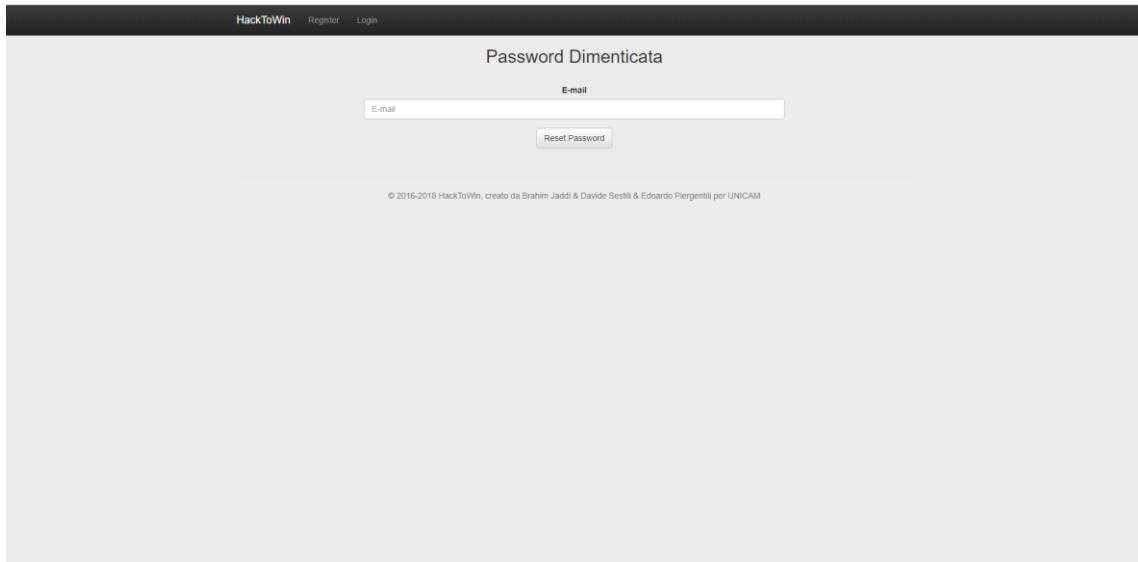 HackToWin Register Login
Password Dimenticata
E-mail
E-mail
Reset Password
© 2016-2018 HackToWin, creato da Brahim Jaddi & Davide Sestili & Edoardo Piergentili per UNICAM